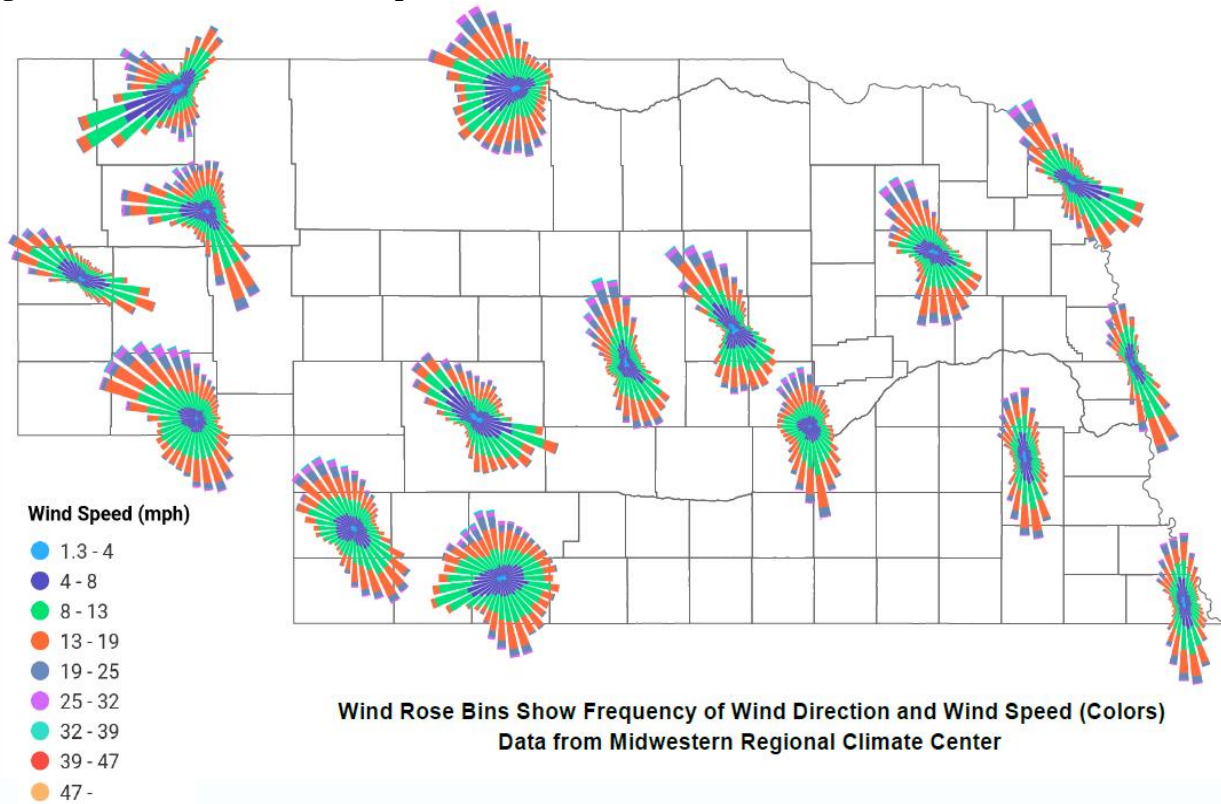 Wind Speed (mph)
1.3 - 4
4 - 8
8 - 13
13 - 19
19 - 25
25 - 32
32 - 39
39 - 47
47 -
Wind Rose Bins Show Frequency of Wind Direction and Wind Speed (Colors)
Data from Midwestern Regional Climate Center